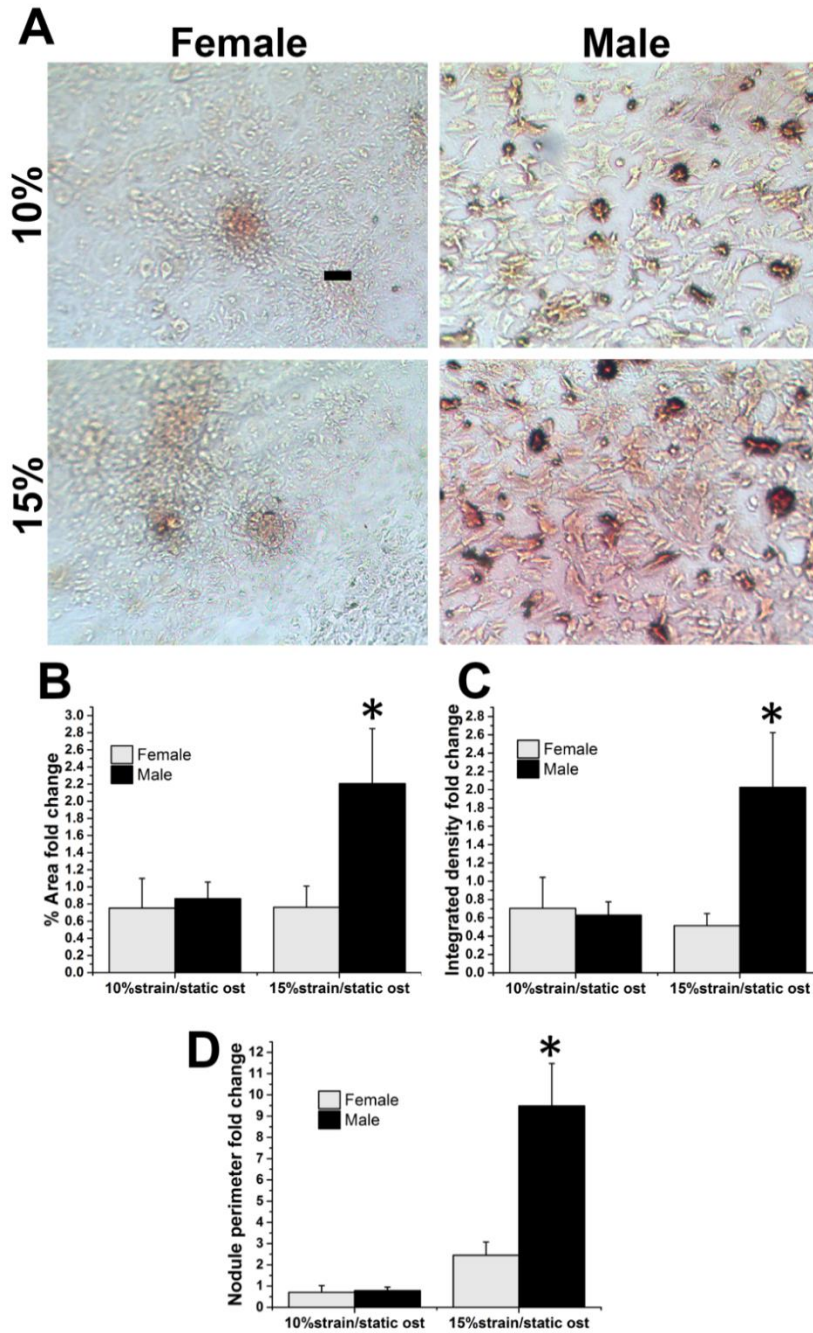 A
Female Male
10%
15%
B
% Area fold change
3.0
2.8
2.6
2.4
2.2
2.0
1.8
1.6
1.4
1.2
1.0
0.8
0.6
0.4
0.2
0.0
Female
Male
*
10%strain/static ost 15%strain/static ost
C
Integrated density fold change
2.8
2.6
2.4
2.2
2.0
1.8
1.6
1.4
1.2
1.0
0.8
0.6
0.4
0.2
0.0
Female
Male
*
10%strain/static ost 15%strain/static ost
D
Nodule perimeter fold change
12
11
10
9
8
7
6
5
4
3
2
1
0
Female
Male
*
10%strain/static ost 15%strain/static ost